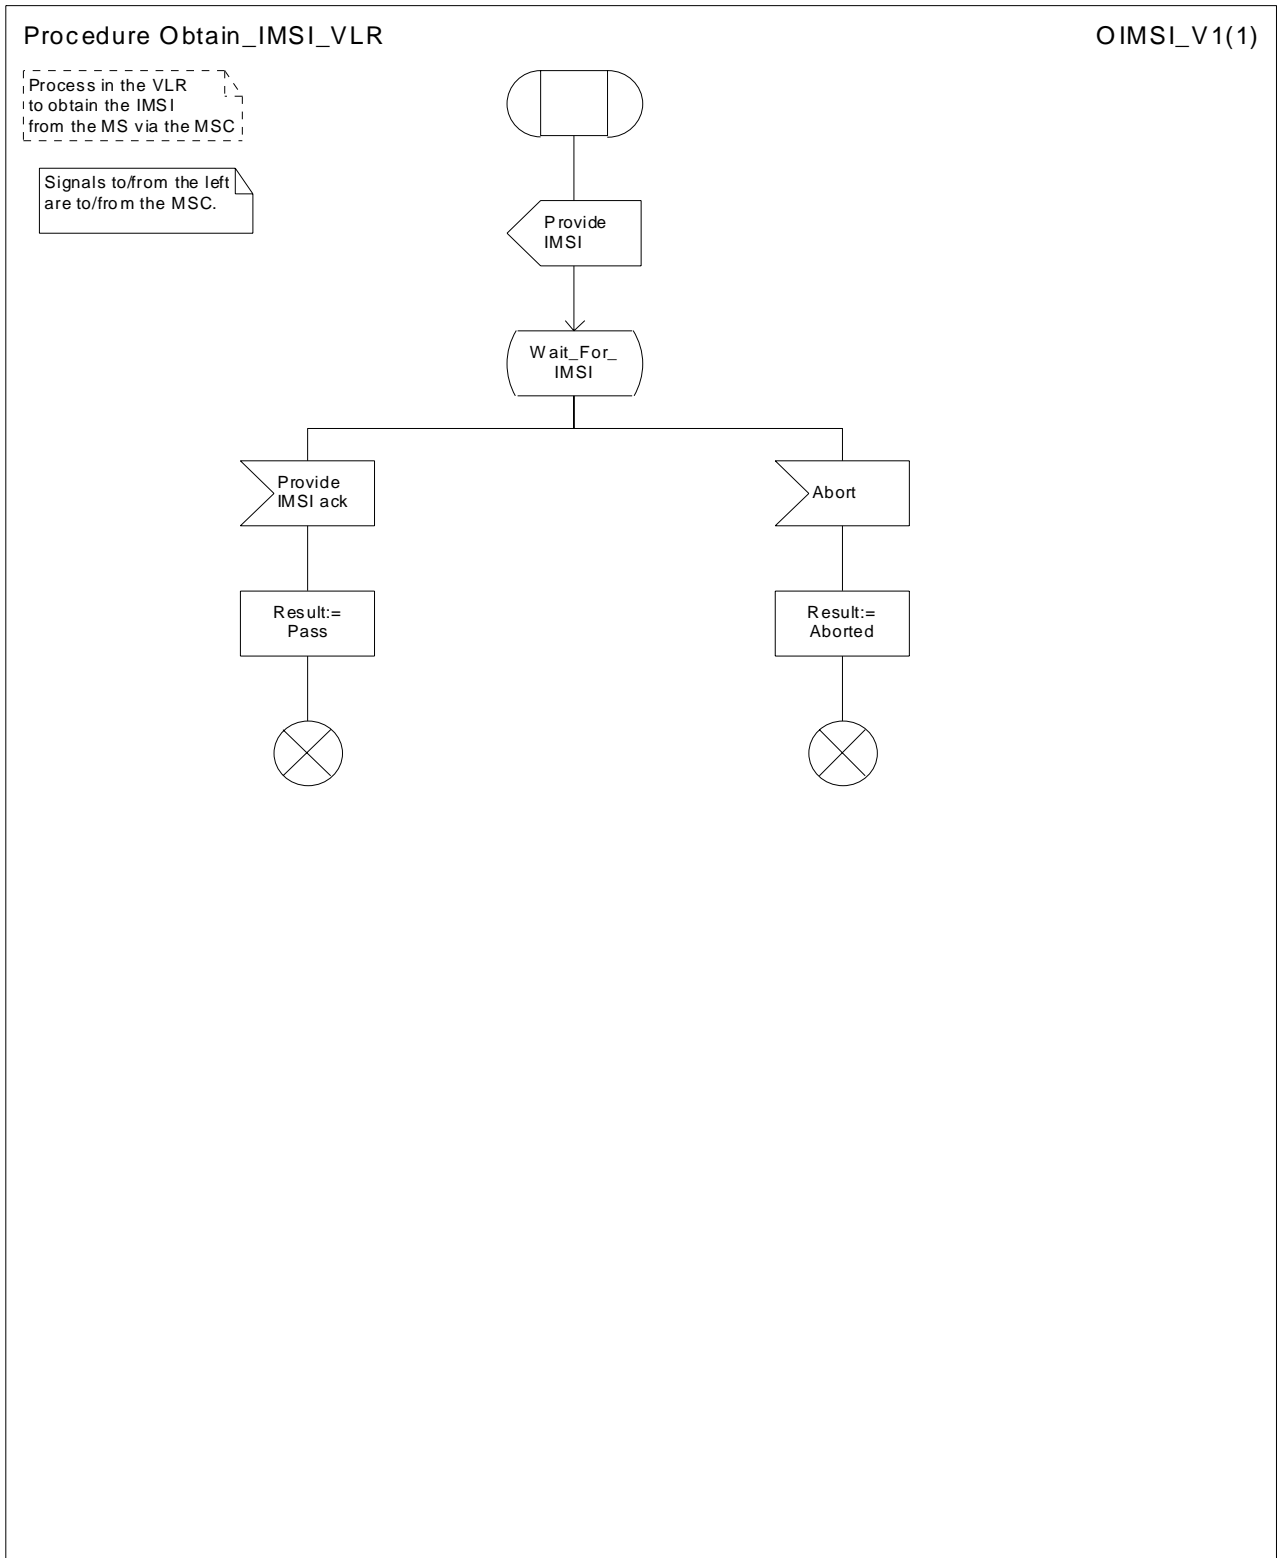 Procedure Obtain_IMSI_VLR
OIMSI_V1(1)
Process in the VLR
to obtain the IMSI
from the MS via the MSC
Signals to/from the left
are to/from the MSC.
Provide
IMSI
Wait_For_
IMSI
Provide
IMSI ack
Abort
Result:=
Pass
Result:=
Aborted